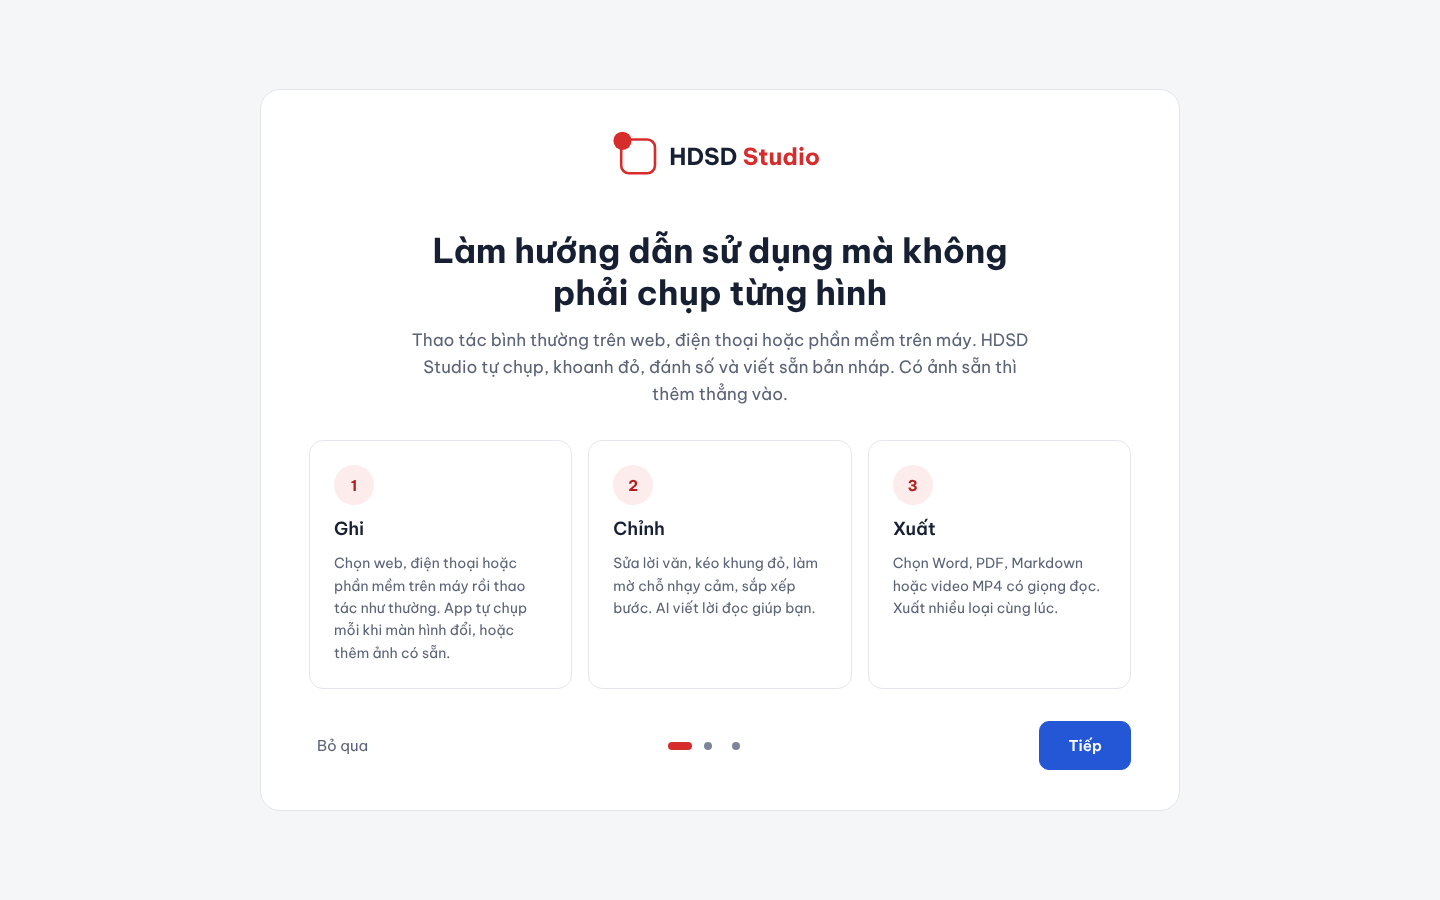 HDSD Studio
Làm hướng dẫn sử dụng mà không
phải chụp từng hình
Thao tác bình thường trên web, điện thoại hoặc phần mềm trên máy. HDSD
Studio tự chụp, khoanh đỏ, đánh số và viết sẵn bản nháp. Có ảnh sẵn thì
thêm thẳng vào.
1
Ghi
Chọn web, điện thoại hoặc
phần mềm trên máy rồi thao
tác như thường. App tự chụp
mỗi khi màn hình đổi, hoặc
thêm ảnh có sẵn.
2
Chỉnh
Sửa lời văn, kéo khung đỏ, làm
mờ chỗ nhạy cảm, sắp xếp
bước. AI viết lời đọc giúp bạn.
3
Xuất
Chọn Word, PDF, Markdown
hoặc video MP4 có giọng đọc.
Xuất nhiều loại cùng lúc.
Bỏ qua
Tiếp